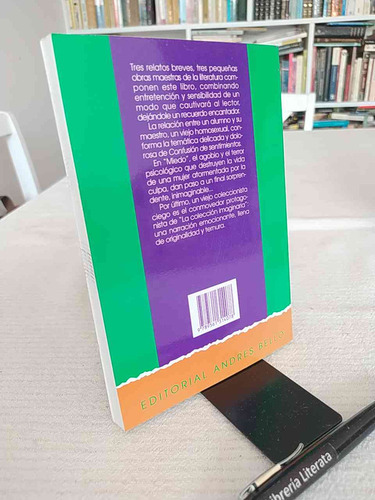 Tres relatos breves, tres pequeñas
obras maestras de la literatura com-
ponen este libro, combinando
entretención y sensibilidad de un
modo que cautivará al lector,
dejándole un recuerdo encantador.
La relación entre un alumno y su
maestro, un viejo homosexual, con-
forma la temática delicada y dolo-
rosa de Confusión de sentimientos.
En "Miedo", el agobio y el terror
psicológico que destruyen la vida
de una mujer atormentada por la
culpa, dan paso a un final sorpren-
dente, inimaginable...
Por último, un viejo coleccionista
ciego es el conmovedor protago-
nista de "La colección imaginaria"
una narración emocionante, llena
de originalidad y ternura.
EDITORIAL ANDRES BELLO
Librería Literata